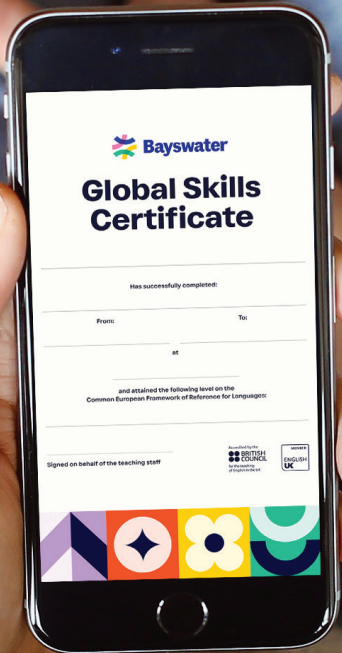 Bayswater
Global Skills
Certificate
Has successfully completed:
From: To:
at
and attained the following level on the
Common European Framework of Reference for Languages:
Signed on behalf of the teaching staff
Accredited by the
BRITISH
COUNCIL
for the teaching
of English in the UK
MEMBER
ENGLISH
UK